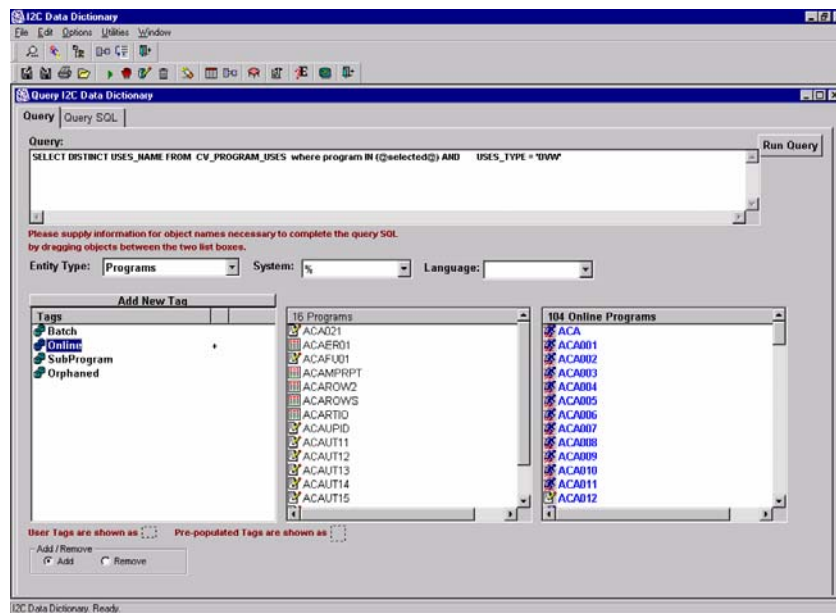 I2C Data Dictionary
File Edit Options Utilities Window
Query I2C Data Dictionary
Query Query SQL
Query:
Run Query
SELECT DISTINCT USES_NAME FROM CV_PROGRAM_USES where program IN (@selected@) AND USES_TYPE = 'DVW'
Please supply information for object names necessary to complete the query SQL
by dragging objects between the two list boxes.
Entity Type: Programs System: % Language:
Add New Tag
Tags
Batch
Online +
SubProgram
Orphaned
16 Programs
ACA021
ACAER01
ACAFU01
ACAMPRPT
ACAROW2
ACAROWS
ACARTIO
ACAUPID
ACAUT11
ACAUT12
ACAUT13
ACAUT14
ACAUT15
104 Online Programs
ACA
ACA001
ACA002
ACA003
ACA004
ACA005
ACA006
ACA007
ACA008
ACA009
ACA010
ACA011
ACA012
User Tags are shown as Pre-populated Tags are shown as
Add / Remove
Add Remove
I2C Data Dictionary. Ready.